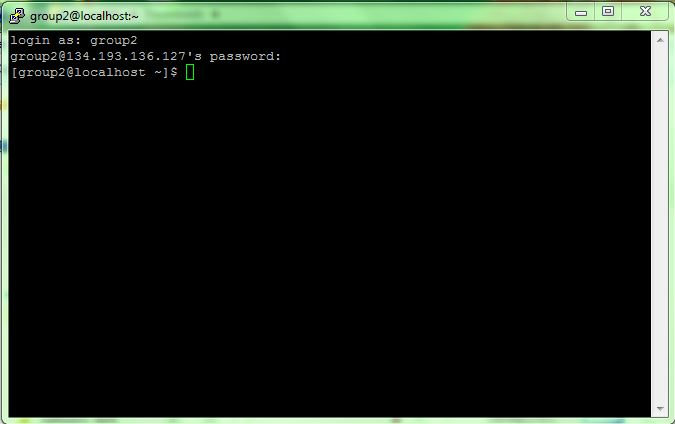 group2@localhost:~
login as: group2
group2@134.193.136.127's password:
[group2@localhost ~]$